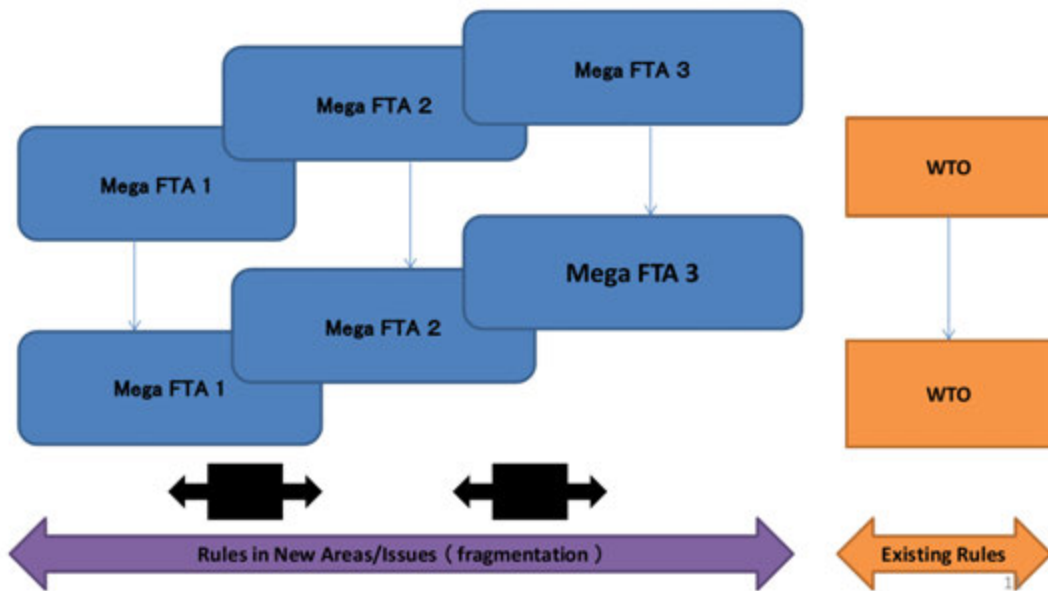 Mega FTA 3
Mega FTA 2
Mega FTA 1
WTO
Mega FTA 3
Mega FTA 2
Mega FTA 1
WTO
Rules in New Areas/Issues ( fragmentation )
Existing Rules
1